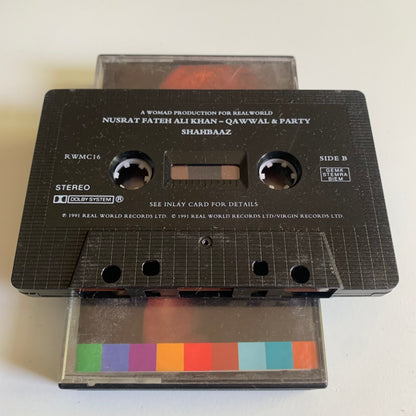 A WOMAD PRODUCTION FOR REALWORLD
NUSRAT FATEH ALI KHAN – QAWWAL & PARTY
SHAHBAAZ
RWMC16
SIDE B
STEREO
DOLBY SYSTEM ®
GEMA
STEMRA
BIEM
SEE INLAY CARD FOR DETAILS
℗ 1991 REAL WORLD RECORDS LTD. © 1991 REAL WORLD RECORDS LTD/VIRGIN RECORDS LTD.